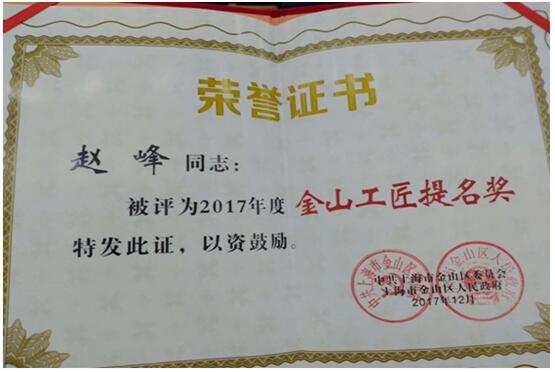 荣誉证书
赵峰同志：
被评为2017年度金山工匠提名奖
特发此证，以资鼓励。
中共上海市金山区委员会
上海市金山区人民政府
2017年12月